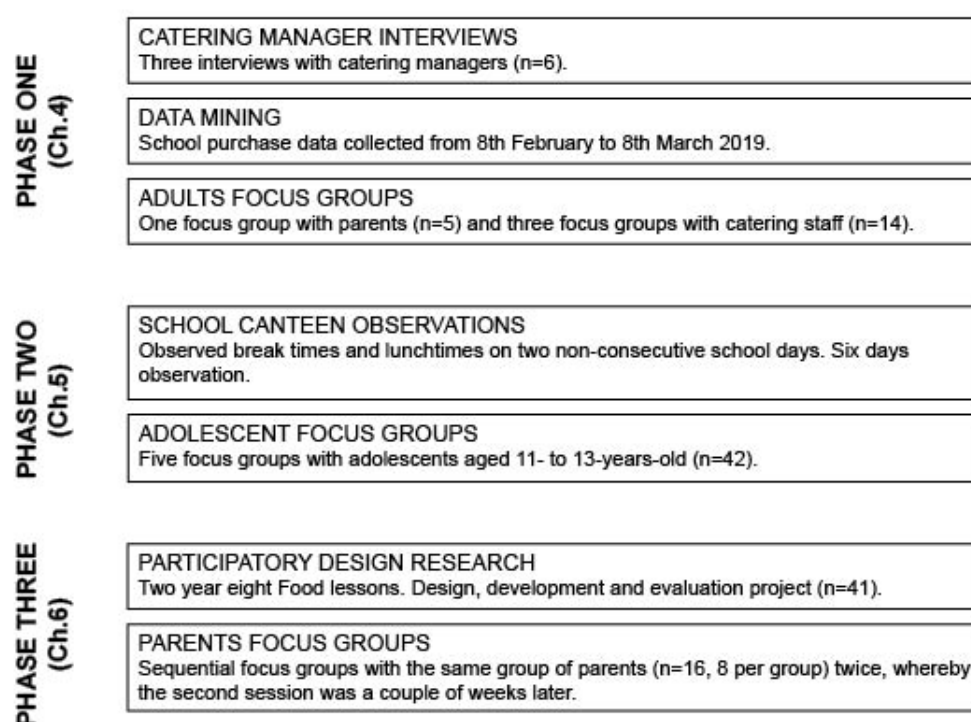 PHASE ONE
(Ch.4)
CATERING MANAGER INTERVIEWS
Three interviews with catering managers (n=6).
DATA MINING
School purchase data collected from 8th February to 8th March 2019.
ADULTS FOCUS GROUPS
One focus group with parents (n=5) and three focus groups with catering staff (n=14).
PHASE TWO
(Ch.5)
SCHOOL CANTEEN OBSERVATIONS
Observed break times and lunchtimes on two non-consecutive school days. Six days
observation.
ADOLESCENT FOCUS GROUPS
Five focus groups with adolescents aged 11- to 13-years-old (n=42).
PHASE THREE
(Ch.6)
PARTICIPATORY DESIGN RESEARCH
Two year eight Food lessons. Design, development and evaluation project (n=41).
PARENTS FOCUS GROUPS
Sequential focus groups with the same group of parents (n=16, 8 per group) twice, whereby
the second session was a couple of weeks later.